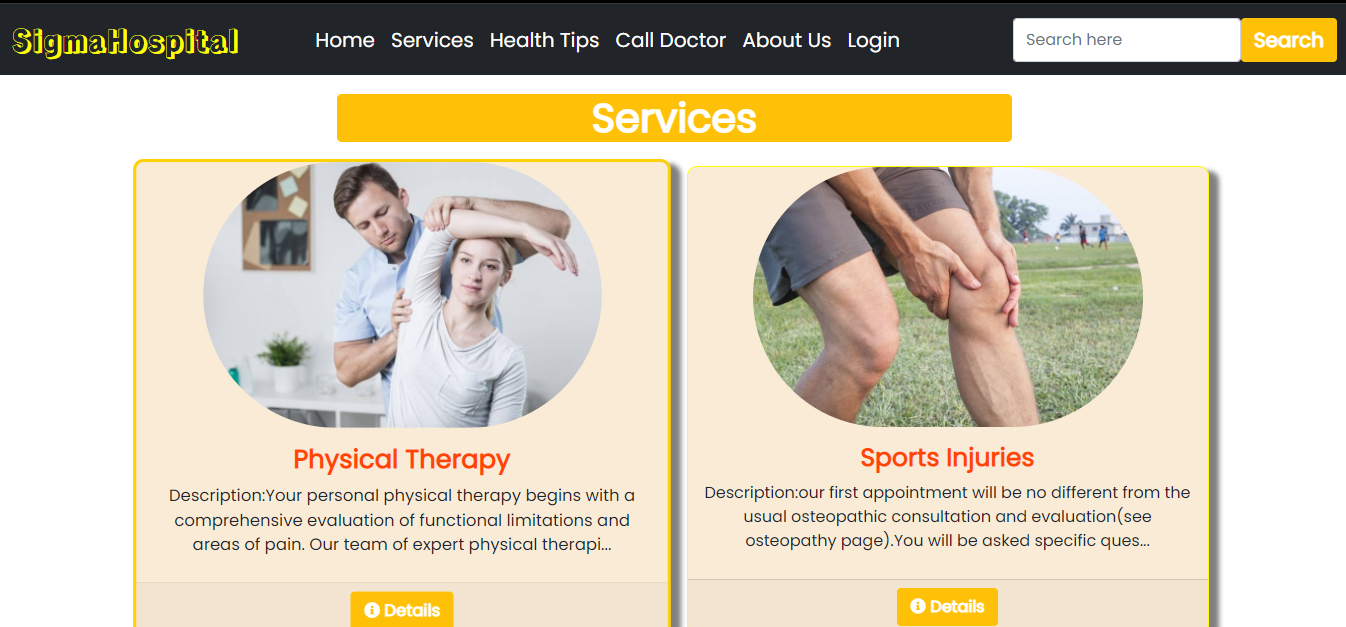 SigmaHospital
Home Services Health Tips Call Doctor About Us Login
Search here
Search
Services
Physical Therapy
Description:Your personal physical therapy begins with a
comprehensive evaluation of functional limitations and
areas of pain. Our team of expert physical therapi...
Details
Sports Injuries
Description:our first appointment will be no different from the
usual osteopathic consultation and evaluation(see
osteopathy page).You will be asked specific ques...
Details